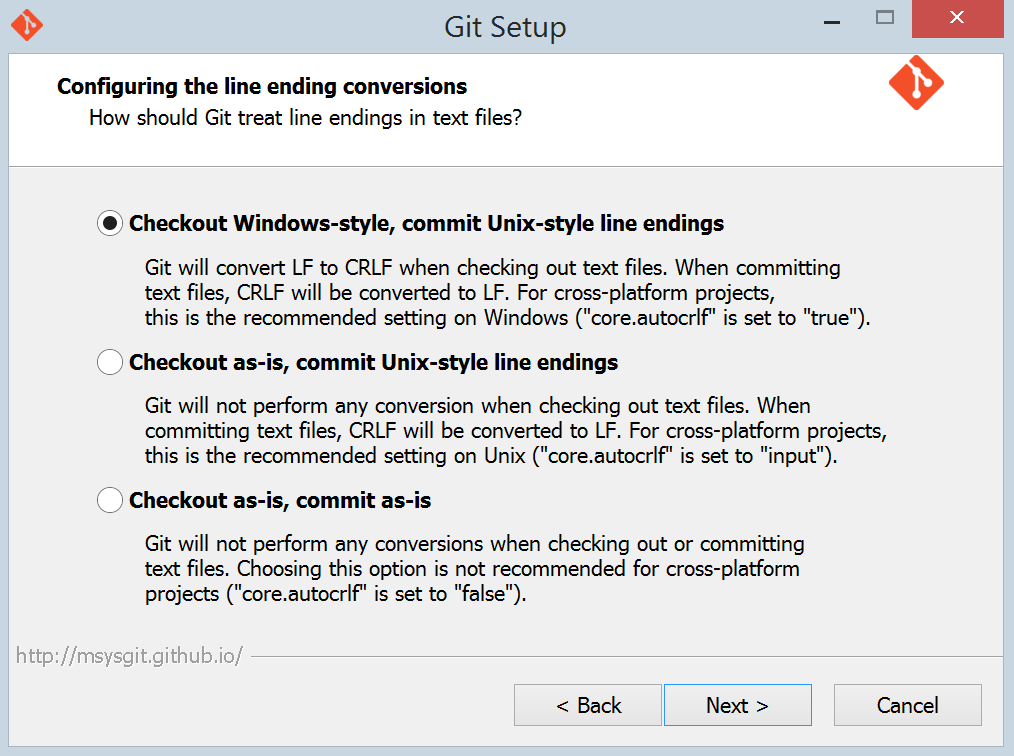 Git Setup
Configuring the line ending conversions
How should Git treat line endings in text files?
Checkout Windows-style, commit Unix-style line endings
Git will convert LF to CRLF when checking out text files. When committing
text files, CRLF will be converted to LF. For cross-platform projects,
this is the recommended setting on Windows ("core.autocrlf" is set to "true").
Checkout as-is, commit Unix-style line endings
Git will not perform any conversion when checking out text files. When
committing text files, CRLF will be converted to LF. For cross-platform projects,
this is the recommended setting on Unix ("core.autocrlf" is set to "input").
Checkout as-is, commit as-is
Git will not perform any conversions when checking out or committing
text files. Choosing this option is not recommended for cross-platform
projects ("core.autocrlf" is set to "false").
http://msysgit.github.io/
< Back Next > Cancel